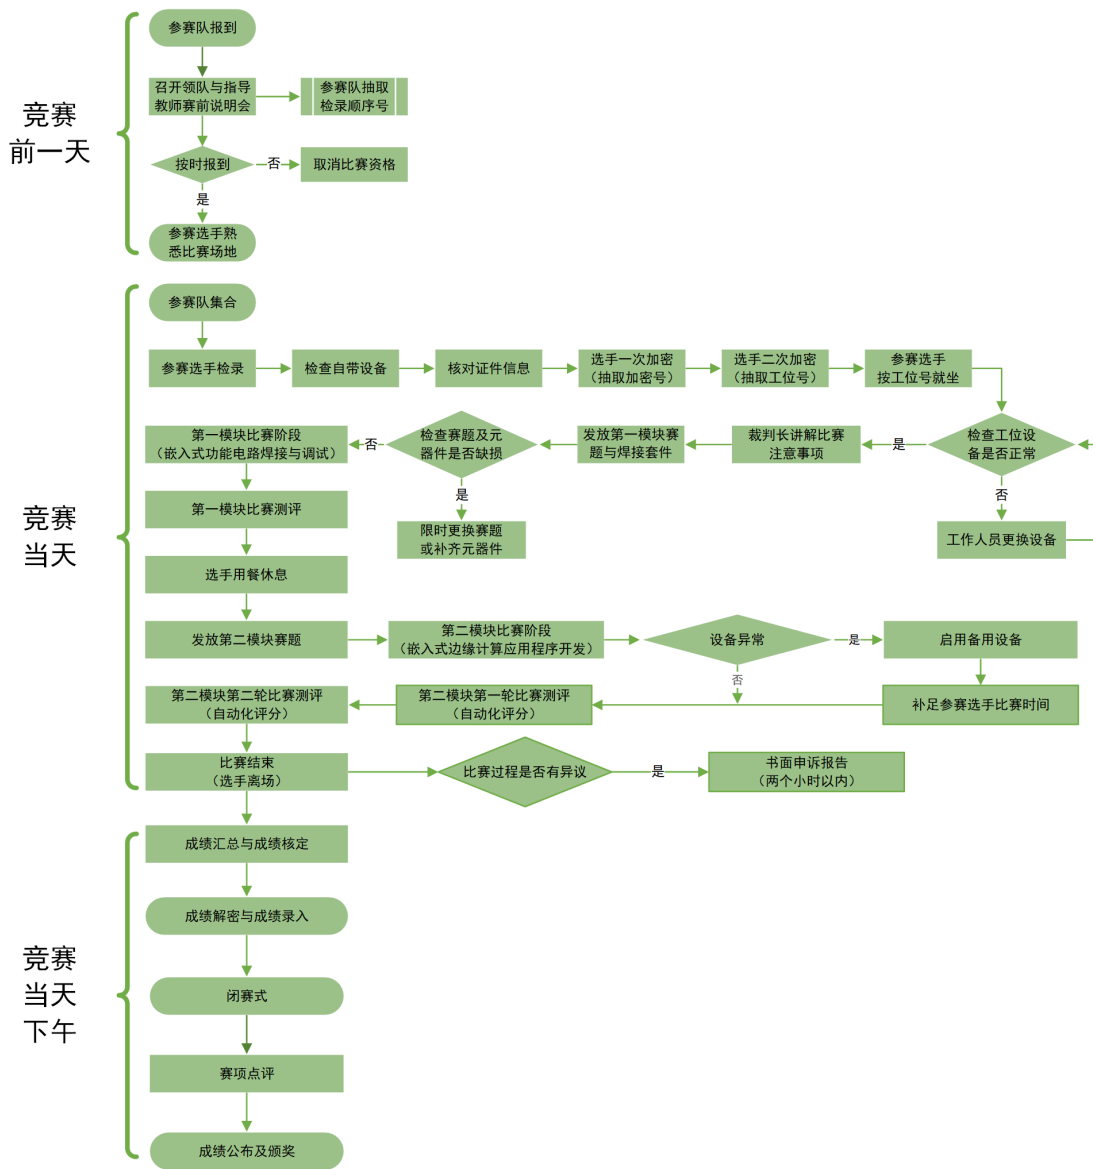 竞赛
前一天
参赛队报到
召开领队与指导
教师赛前说明会
参赛队抽取
检录顺序号
按时报到
否
取消比赛资格
是
参赛选手熟
悉比赛场地
竞赛
当天
参赛队集合
参赛选手检录
检查自带设备
核对证件信息
选手一次加密
（抽取加密号）
选手二次加密
（抽取工位号）
参赛选手
按工位号就坐
检查工位设
备是否正常
是
否
工作人员更换设备
裁判长讲解比赛
注意事项
发放第一模块赛
题与焊接套件
检查赛题及元
器件是否缺损
否
是
限时更换赛题
或补齐元器件
第一模块比赛阶段
（嵌入式功能电路焊接与调试）
第一模块比赛测评
选手用餐休息
发放第二模块赛题
第二模块比赛阶段
（嵌入式边缘计算应用程序开发）
设备异常
是
启用备用设备
否
补足参赛选手比赛时间
第二模块第一轮比赛测评
（自动化评分）
第二模块第二轮比赛测评
（自动化评分）
比赛结束
（选手离场）
比赛过程是否有异议
是
书面申诉报告
（两个小时以内）
竞赛
当天
下午
成绩汇总与成绩核定
成绩解密与成绩录入
闭赛式
赛项点评
成绩公布及颁奖